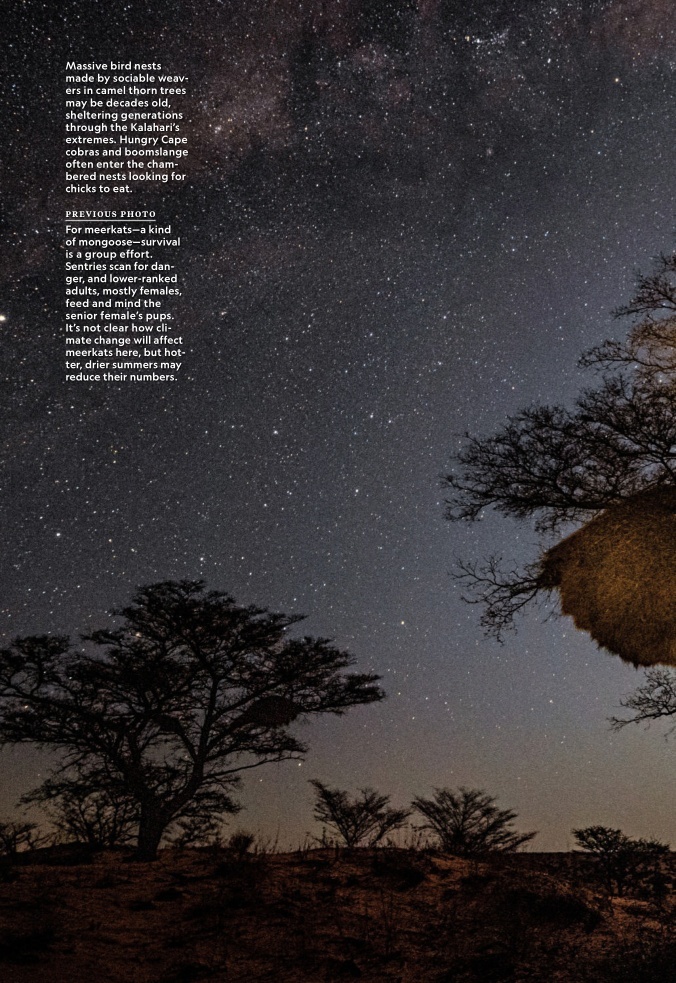 Massive bird nests
made by sociable weav-
ers in camel thorn trees
may be decades old,
sheltering generations
through the Kalahari's
extremes. Hungry Cape
cobras and boomslange
often enter the cham-
bered nests looking for
chicks to eat.
PREVIOUS PHOTO
For meerkats—a kind
of mongoose—survival
is a group effort.
Sentries scan for dan-
ger, and lower-ranked
adults, mostly females,
feed and mind the
senior female's pups.
It's not clear how cli-
mate change will affect
meerkats here, but hot-
ter, drier summers may
reduce their numbers.